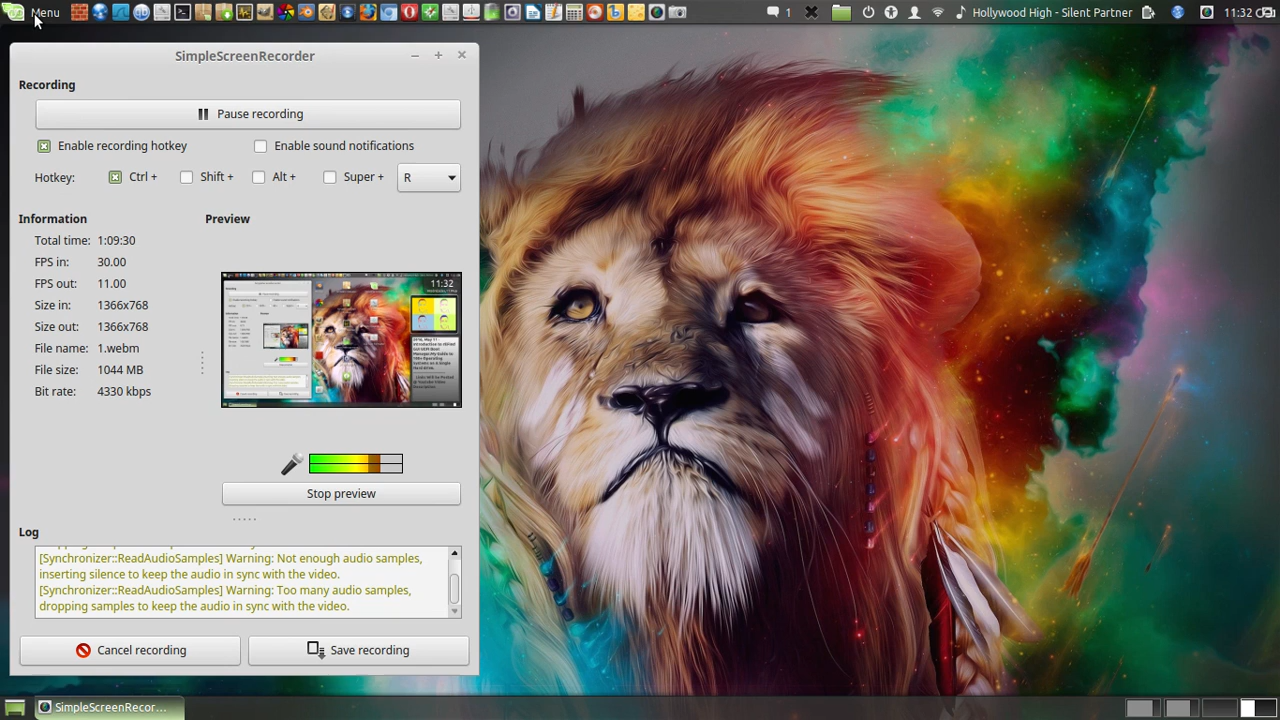 Menu
1
Hollywood High - Silent Partner
11:32
SimpleScreenRecorder
Recording
Pause recording
Enable recording hotkey
Enable sound notifications
Hotkey:
Ctrl +
Shift +
Alt +
Super +
R
Information
Preview
Total time: 1:09:30
FPS in: 30.00
FPS out: 11.00
Size in: 1366x768
Size out: 1366x768
File name: 1.webm
File size: 1044 MB
Bit rate: 4330 kbps
11:32
Stop preview
Log
[Synchronizer::ReadAudioSamples] Warning: Not enough audio samples,
inserting silence to keep the audio in sync with the video.
[Synchronizer::ReadAudioSamples] Warning: Too many audio samples,
dropping samples to keep the audio in sync with the video.
Cancel recording
Save recording
SimpleScreenRecor...